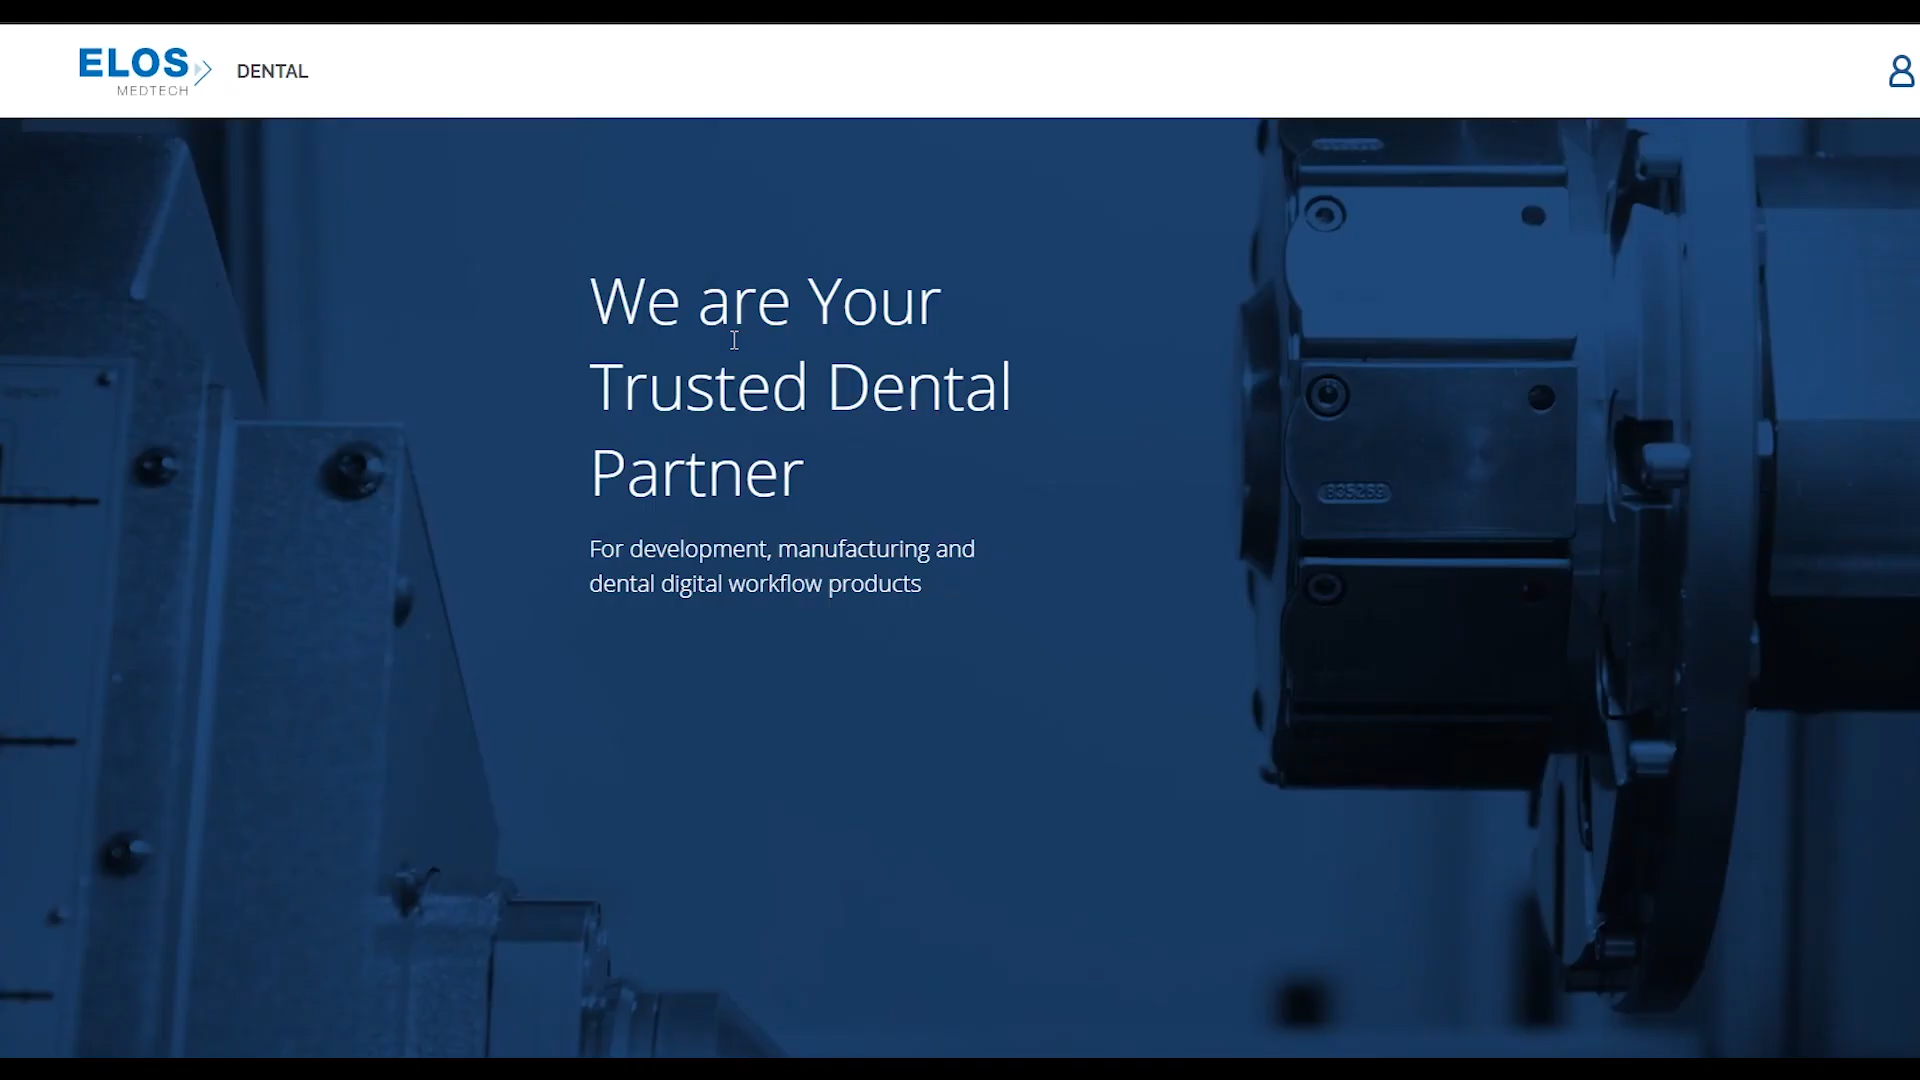 ELOS
MEDTECH
DENTAL
We are Your
Trusted Dental
Partner
For development, manufacturing and
dental digital workflow products